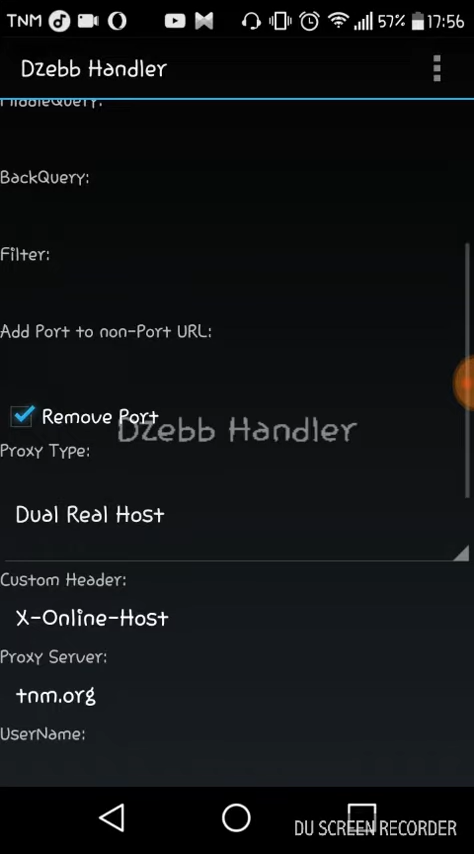 TNM 57% 17:56
Dzebb Handler
MiddleQuery:
BackQuery:
Filter:
Add Port to non-Port URL:
Remove Port
Dzebb Handler
Proxy Type:
Dual Real Host
Custom Header:
X-Online-Host
Proxy Server:
tnm.org
UserName:
DU SCREEN RECORDER